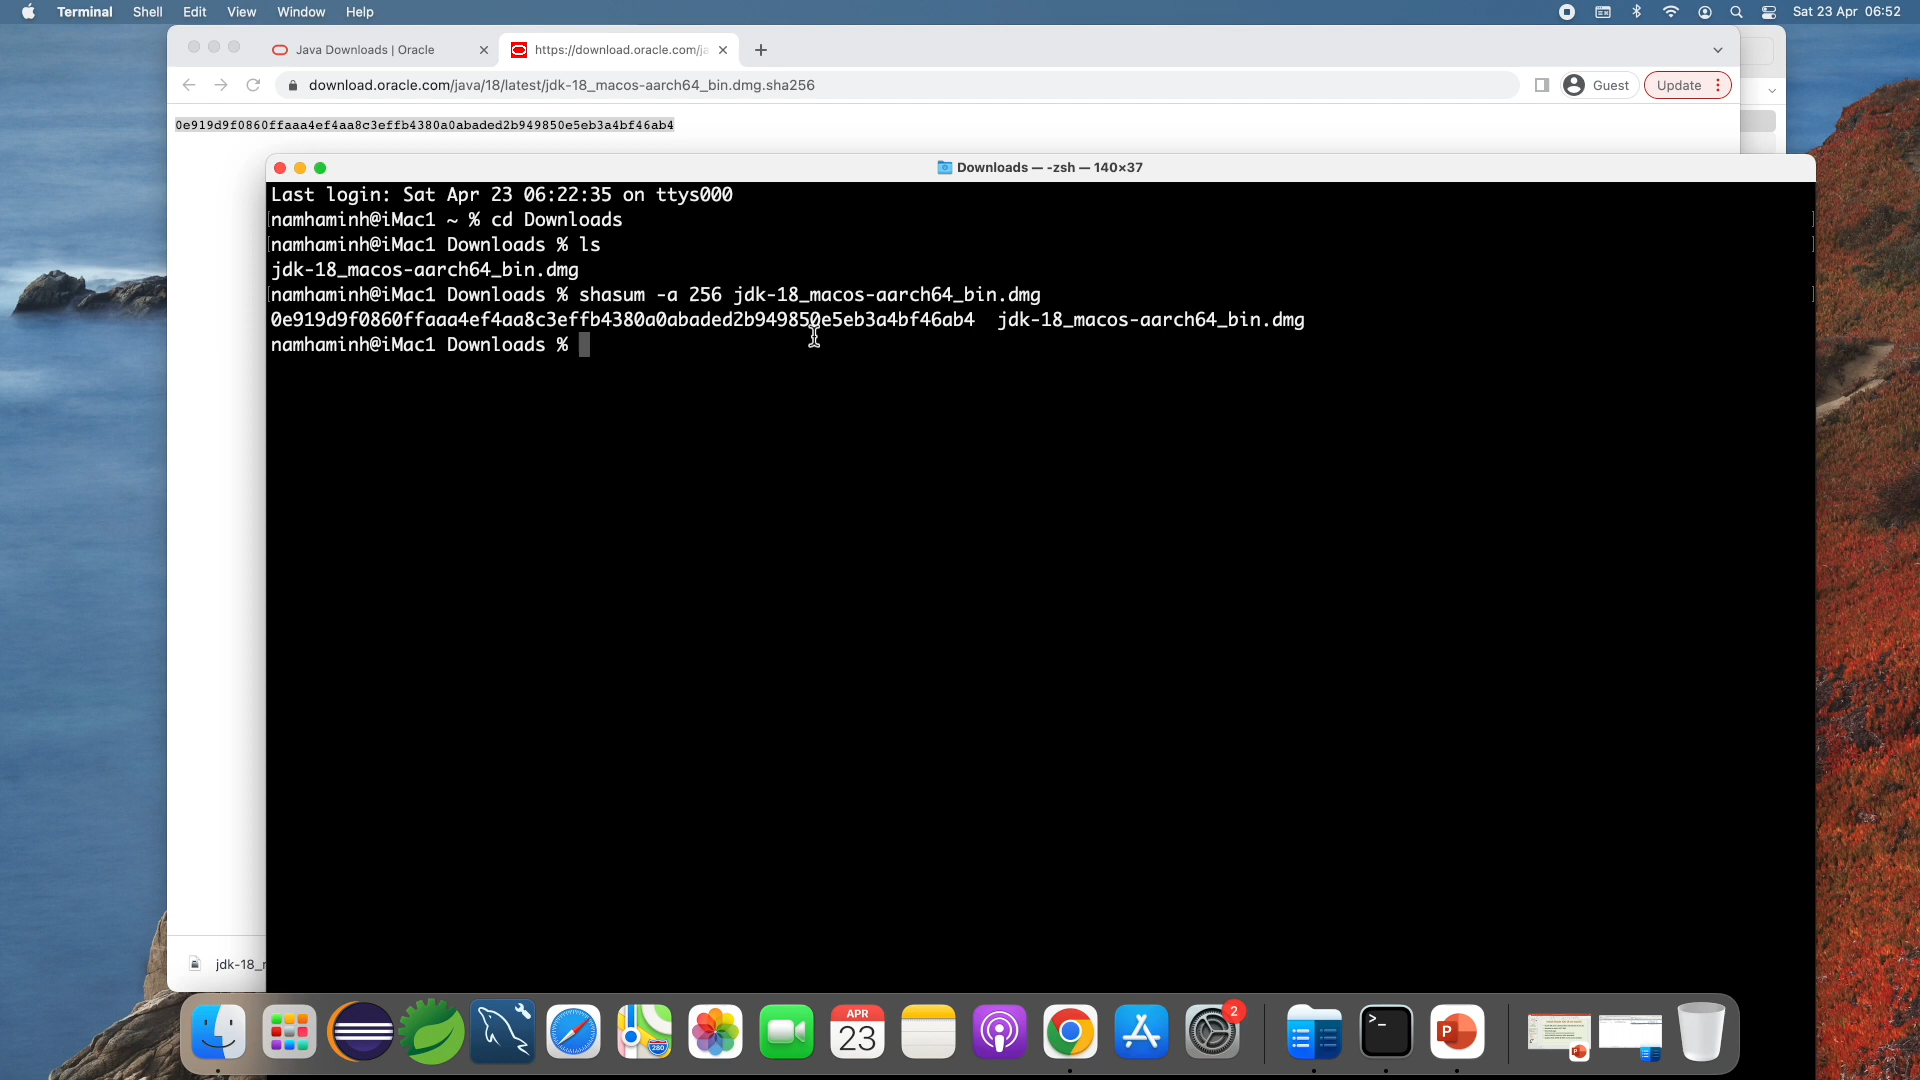 Terminal Shell Edit View Window Help Sat 23 Apr 06:52
Java Downloads | Oracle https://download.oracle.com/ja
download.oracle.com/java/18/latest/jdk-18_macos-aarch64_bin.dmg.sha256 Guest Update
0e919d9f0860ffaaa4ef4aa8c3effb4380a0abaded2b949850e5eb3a4bf46ab4
Downloads — -zsh — 140×37
Last login: Sat Apr 23 06:22:35 on ttys000
[namhaminh@iMac1 ~ % cd Downloads ]
[namhaminh@iMac1 Downloads % ls ]
jdk-18_macos-aarch64_bin.dmg
[namhaminh@iMac1 Downloads % shasum -a 256 jdk-18_macos-aarch64_bin.dmg ]
0e919d9f0860ffaaa4ef4aa8c3effb4380a0abaded2b949850e5eb3a4bf46ab4  jdk-18_macos-aarch64_bin.dmg
namhaminh@iMac1 Downloads %
jdk-18_
280
APR
23
2
>_
P